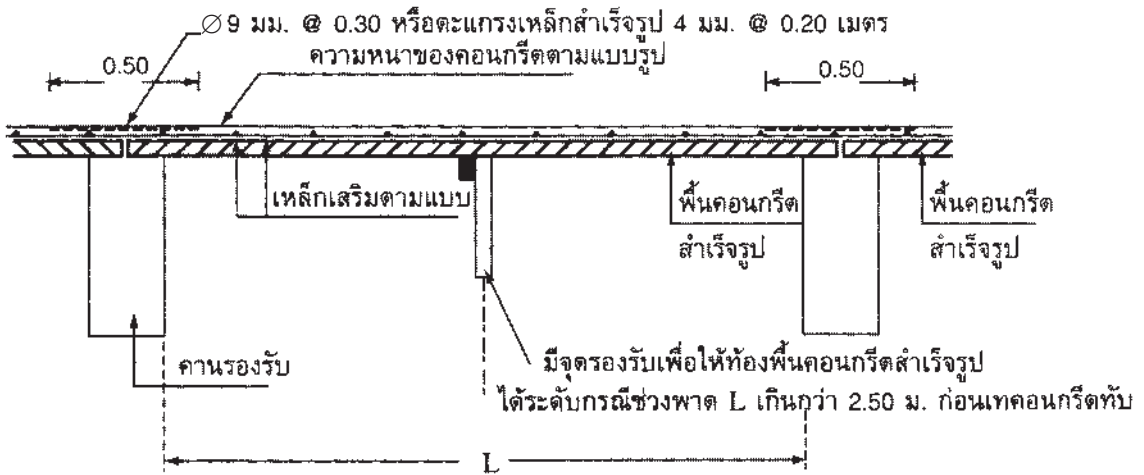 ∅9 มม. @ 0.30 หรือตะแกรงเหล็กสำเร็จรูป 4 มม. @ 0.20 เมตร
ความหนาของคอนกรีตตามแบบรูป
0.50
0.50
เหล็กเสริมตามแบบ
พื้นคอนกรีต
สำเร็จรูป
พื้นคอนกรีต
สำเร็จรูป
คานรองรับ
มีจุดรองรับเพื่อให้ท้องพื้นคอนกรีตสำเร็จรูป
ได้ระดับกรณีช่วงพาด L เกินกว่า 2.50 ม. ก่อนเทคอนกรีตทับ
L